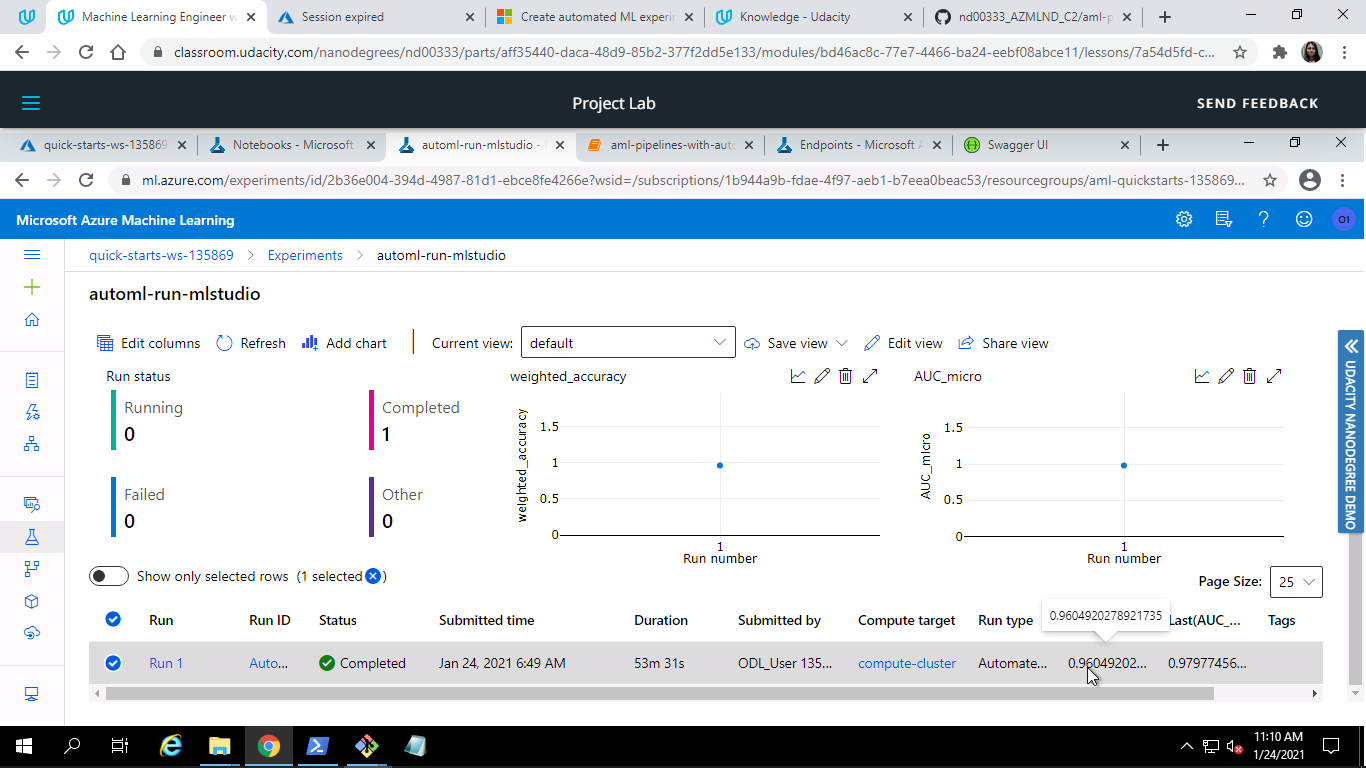 Machine Learning Engineer w
Session expired
Create automated ML experim
Knowledge - Udacity
nd00333_AZMLND_C2/aml-p
classroom.udacity.com/nanodegrees/nd00333/parts/aff35440-daca-48d9-85b2-377f2dd5e133/modules/bd46ac8c-77e7-4466-ba24-eebf08abce11/lessons/7a54d5fd-c...
Project Lab
SEND FEEDBACK
quick-starts-ws-135869
Notebooks - Microsoft
automl-run-mlstudio -
aml-pipelines-with-auto
Endpoints - Microsoft A
Swagger UI
ml.azure.com/experiments/id/2b36e004-394d-4987-81d1-ebce8fe4266e?wsid=/subscriptions/1b944a9b-fdae-4f97-aeb1-b7eea0beac53/resourcegroups/aml-quickstarts-135869...
Microsoft Azure Machine Learning
O1
quick-starts-ws-135869 > Experiments > automl-run-mlstudio
automl-run-mlstudio
Edit columns Refresh Add chart Current view: default Save view Edit view Share view
Run status
Running
0
Completed
1
Failed
0
Other
0
weighted_accuracy
weighted_accuracy
1.5
1
0.5
0
1
Run number
AUC_micro
AUC_micro
1.5
1
0.5
0
1
Run number
UDACITY NANODEGREE DEMO
Show only selected rows (1 selected )
Page Size: 25
0.9604920278921735
Run Run ID Status Submitted time Duration Submitted by Compute target Run type Last(AUC_... Tags
Run 1 Auto... Completed Jan 24, 2021 6:49 AM 53m 31s ODL_User 135... compute-cluster Automate... 0.96049202... 0.97977456...
11:10 AM
1/24/2021